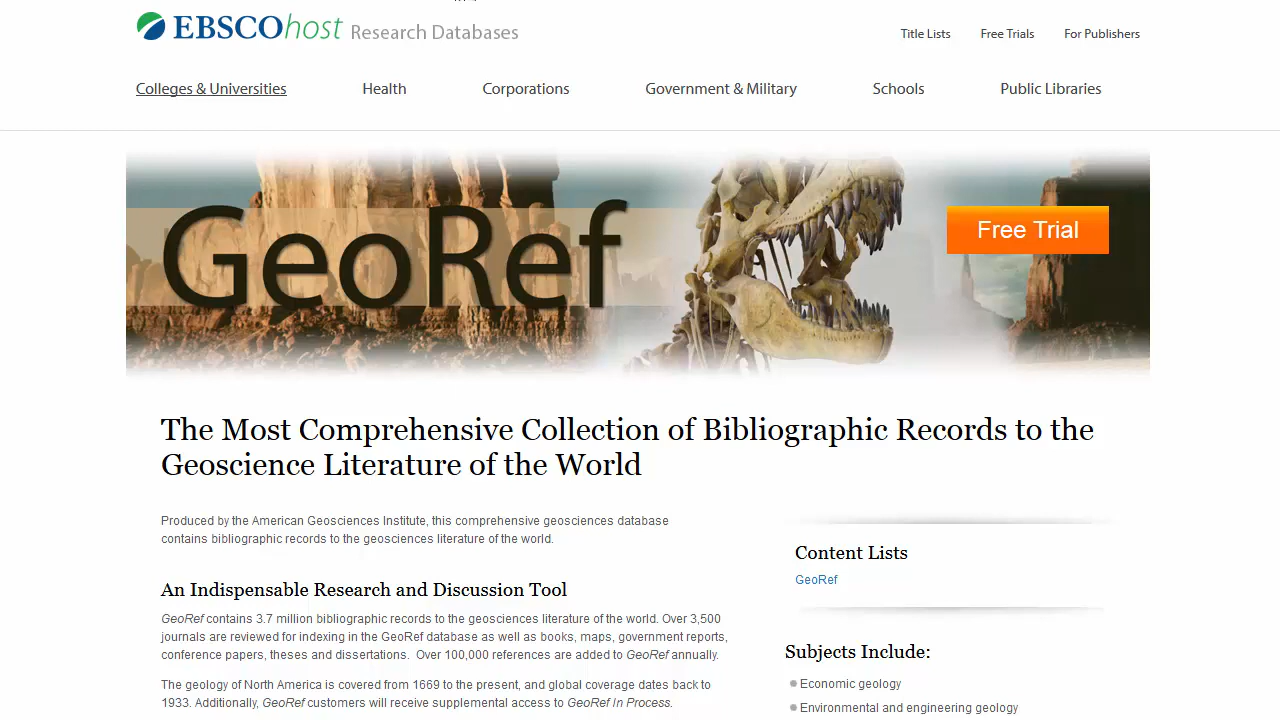 EBSCOhost Research Databases
Title Lists
Free Trials
For Publishers
Colleges & Universities
Health
Corporations
Government & Military
Schools
Public Libraries
GeoRef
Free Trial
The Most Comprehensive Collection of Bibliographic Records to the
Geoscience Literature of the World
Produced by the American Geosciences Institute, this comprehensive geosciences database
contains bibliographic records to the geosciences literature of the world.
An Indispensable Research and Discussion Tool
GeoRef contains 3.7 million bibliographic records to the geosciences literature of the world. Over 3,500
journals are reviewed for indexing in the GeoRef database as well as books, maps, government reports,
conference papers, theses and dissertations. Over 100,000 references are added to GeoRef annually.
The geology of North America is covered from 1669 to the present, and global coverage dates back to
1933. Additionally, GeoRef customers will receive supplemental access to GeoRef In Process.
Content Lists
GeoRef
Subjects Include:
Economic geology
Environmental and engineering geology